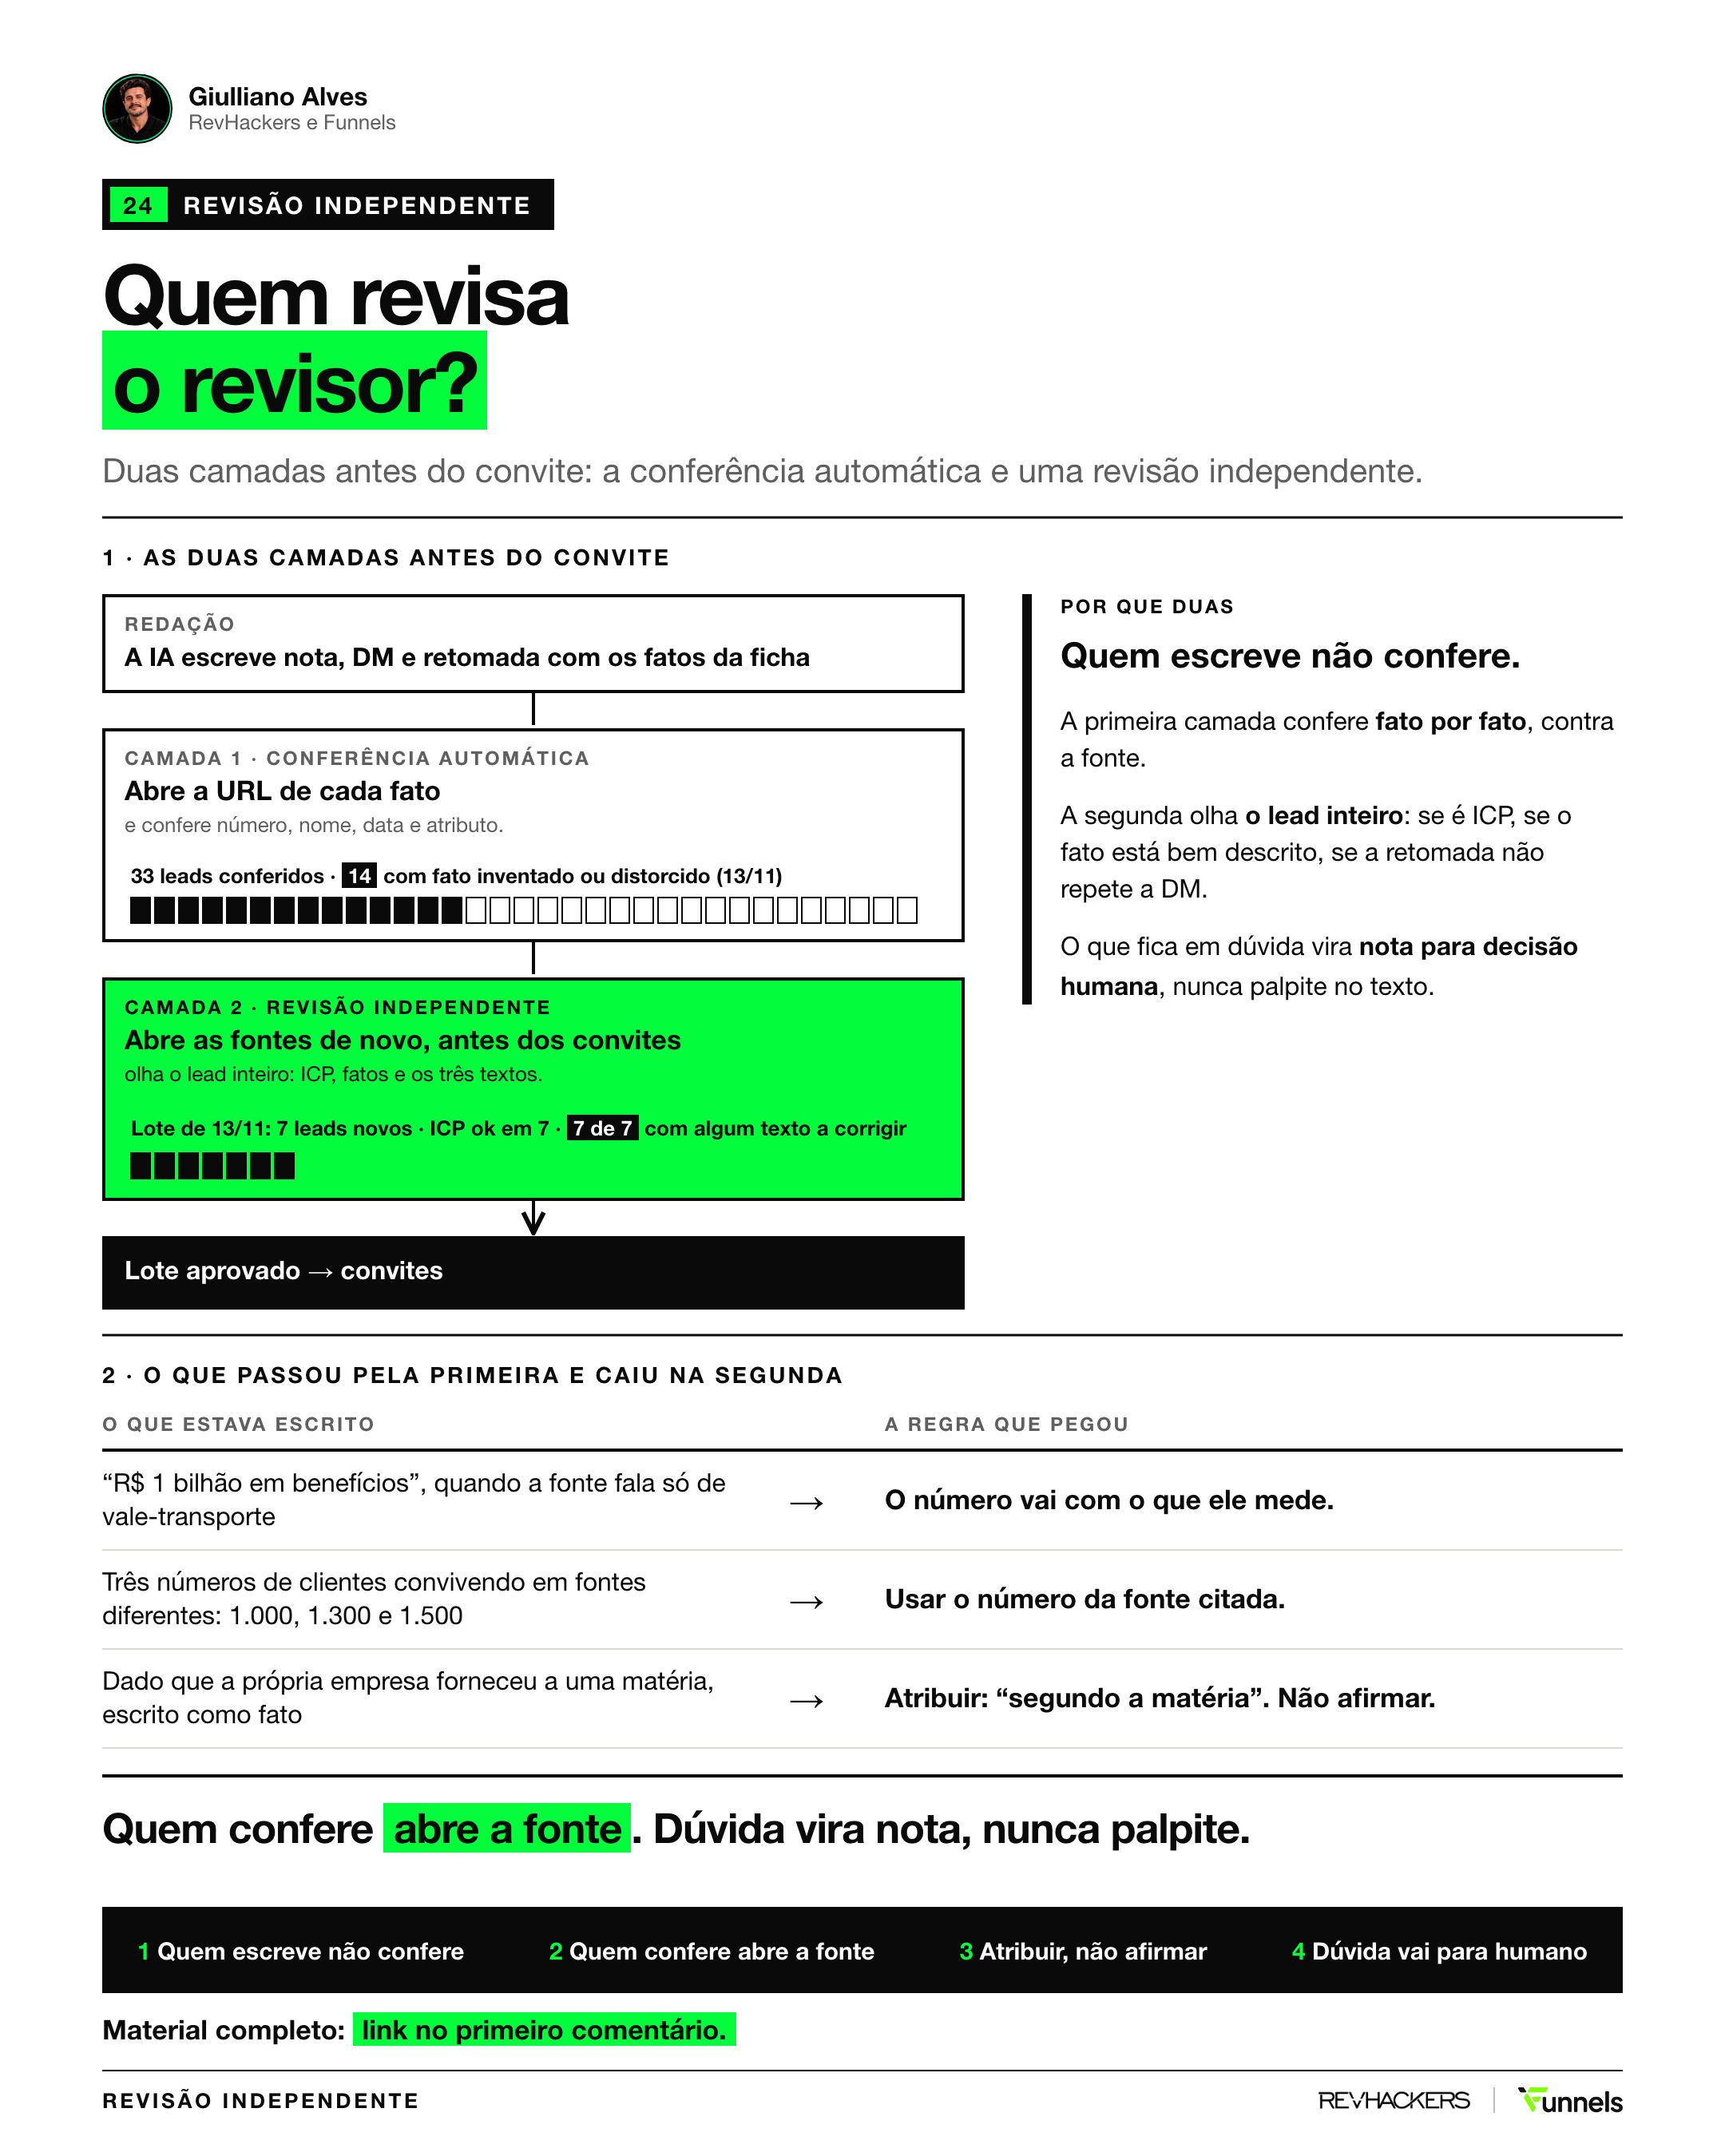 Giulliano Alves
RevHackers e Funnels
24 REVISÃO INDEPENDENTE
Quem revisa
o revisor?
Duas camadas antes do convite: a conferência automática e uma revisão independente.
1 · AS DUAS CAMADAS ANTES DO CONVITE
REDAÇÃO
A IA escreve nota, DM e retomada com os fatos da ficha
CAMADA 1 · CONFERÊNCIA AUTOMÁTICA
Abre a URL de cada fato
e confere número, nome, data e atributo.
33 leads conferidos · 14 com fato inventado ou distorcido (13/11)
CAMADA 2 · REVISÃO INDEPENDENTE
Abre as fontes de novo, antes dos convites
olha o lead inteiro: ICP, fatos e os três textos.
Lote de 13/11: 7 leads novos · ICP ok em 7 · 7 de 7 com algum texto a corrigir
Lote aprovado → convites
POR QUE DUAS
Quem escreve não confere.
A primeira camada confere fato por fato, contra
a fonte.
A segunda olha o lead inteiro: se é ICP, se o
fato está bem descrito, se a retomada não
repete a DM.
O que fica em dúvida vira nota para decisão
humana, nunca palpite no texto.
2 · O QUE PASSOU PELA PRIMEIRA E CAIU NA SEGUNDA
O QUE ESTAVA ESCRITO
A REGRA QUE PEGOU
“R$ 1 bilhão em benefícios”, quando a fonte fala só de
vale-transporte
→ O número vai com o que ele mede.
Três números de clientes convivendo em fontes
diferentes: 1.000, 1.300 e 1.500
→ Usar o número da fonte citada.
Dado que a própria empresa forneceu a uma matéria,
escrito como fato
→ Atribuir: “segundo a matéria”. Não afirmar.
Quem confere abre a fonte. Dúvida vira nota, nunca palpite.
1 Quem escreve não confere 2 Quem confere abre a fonte 3 Atribuir, não afirmar 4 Dúvida vai para humano
Material completo: link no primeiro comentário.
REVISÃO INDEPENDENTE
REVHACKERS | Funnels